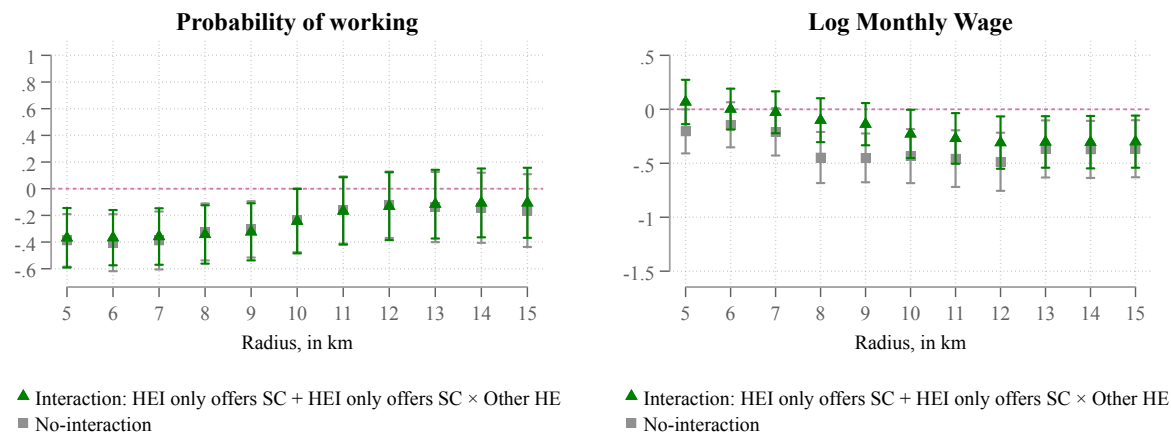 Probability of working
1
.8
.6
.4
.2
0
-.2
-.4
-.6
5 6 7 8 9 10 11 12 13 14 15
Radius, in km
Interaction: HEI only offers SC + HEI only offers SC × Other HE
No-interaction
Log Monthly Wage
.5
0
-.5
-1
-1.5
5 6 7 8 9 10 11 12 13 14 15
Radius, in km
Interaction: HEI only offers SC + HEI only offers SC × Other HE
No-interaction